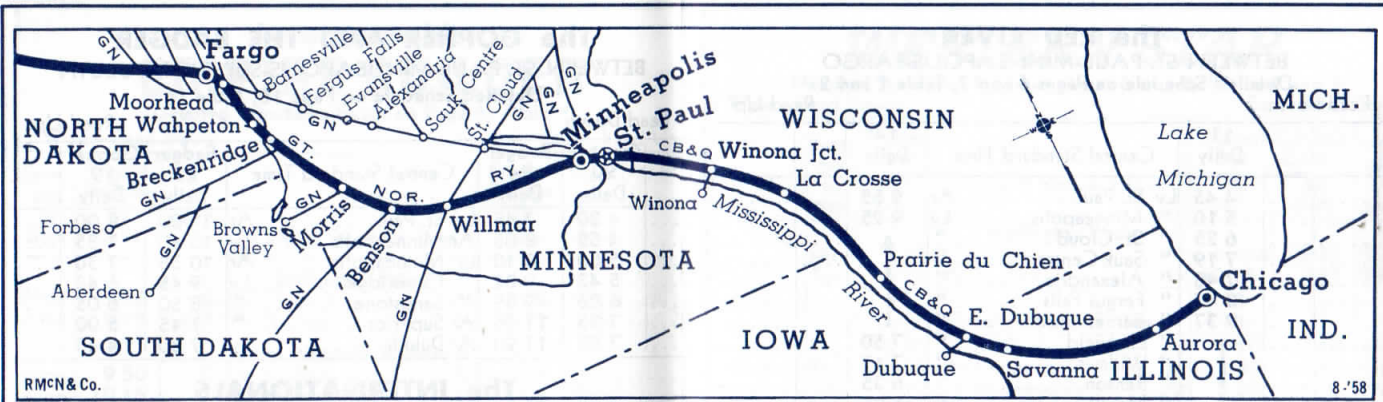 GN
Fargo
Barnesville
Fergus Falls
Evansville
Alexandria
Sauk Centre
St. Cloud
GN
GN
GN
GN
Minneapolis
St. Paul
WISCONSIN
MICH.
Lake
Michigan
Moorhead
Wahpeton
Breckenridge
NORTH
DAKOTA
GT.
NOR.
RY.
CB&Q
Winona Jct.
La Crosse
Winona
Mississippi
River
GN
Forbes
GN
Browns
Valley
Morris
Benson
Willmar
MINNESOTA
Aberdeen
GN
GN
SOUTH DAKOTA
Prairie du Chien
CB&Q
E. Dubuque
Dubuque
Savanna
IOWA
ILLINOIS
Aurora
Chicago
IND.
RMcN&Co.
8-'58